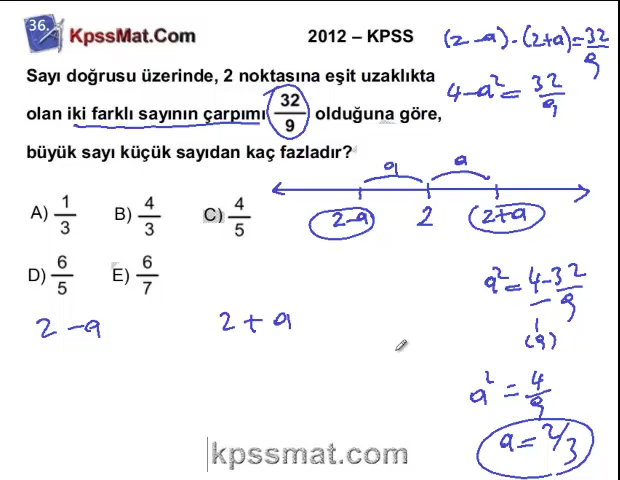 36.
KpssMat.Com
2012 – KPSS
Sayı doğrusu üzerinde, 2 noktasına eşit uzaklıkta
olan iki farklı sayının çarpımı 32/9 olduğuna göre,
büyük sayı küçük sayıdan kaç fazladır?
A) 1/3 B) 4/3 C) 4/5
D) 6/5 E) 6/7
(2-a).(2+a)=32/9
4-a²=32/9
a a
2-a 2 2+a
2-a 2+a
a²=4-32/9
(9)
a²=4/9
a=2/3
kpssmat.com